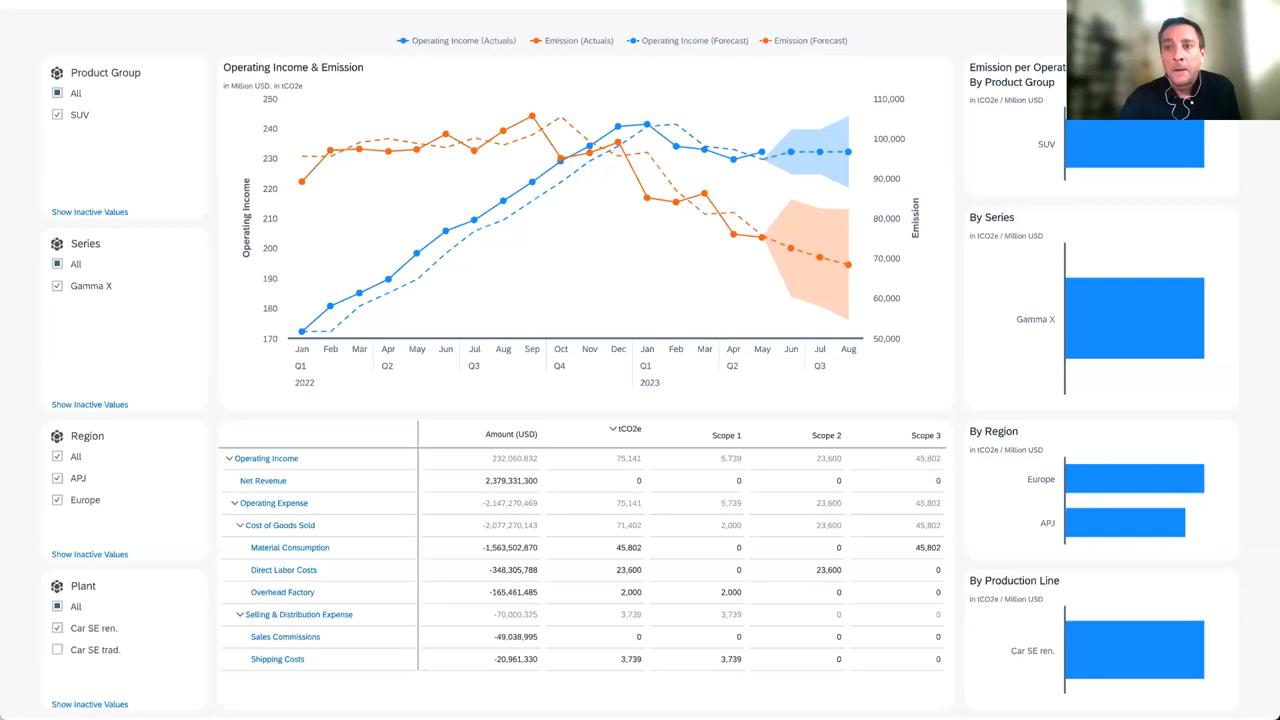 Operating Income (Actuals) Emission (Actuals) Operating Income (Forecast) Emission (Forecast)
Product Group
All
SUV
Show Inactive Values
Series
All
Gamma X
Show Inactive Values
Region
All
APJ
Europe
Show Inactive Values
Plant
All
Car SE ren.
Car SE trad.
Show Inactive Values
Operating Income & Emission
in Million USD, in tCO2e
250
240
230
220
210
200
190
180
170
Operating Income
110,000
100,000
90,000
80,000
70,000
60,000
50,000
Emission
Jan Feb Mar Apr May Jun Jul Aug Sep Oct Nov Dec Jan Feb Mar Apr May Jun Jul Aug
Q1 Q2 Q3 Q4 Q1 Q2 Q3
2022 2023
Amount (USD) tCO2e Scope 1 Scope 2 Scope 3
Operating Income 232,060,832 75,141 5,739 23,600 45,802
Net Revenue 2,379,331,300 0 0 0 0
Operating Expense -2,147,270,469 75,141 5,739 23,600 45,802
Cost of Goods Sold -2,077,270,143 71,402 2,000 23,600 45,802
Material Consumption -1,563,502,870 45,802 0 0 45,802
Direct Labor Costs -348,305,788 23,600 0 23,600 0
Overhead Factory -165,461,485 2,000 2,000 0 0
Selling & Distribution Expense -70,000,325 3,739 3,739 0 0
Sales Commissions -49,038,995 0 0 0 0
Shipping Costs -20,961,330 3,739 3,739 0 0
Emission per Operat
By Product Group
in tCO2e / Million USD
SUV
By Series
in tCO2e / Million USD
Gamma X
By Region
in tCO2e / Million USD
Europe
APJ
By Production Line
in tCO2e / Million USD
Car SE ren.